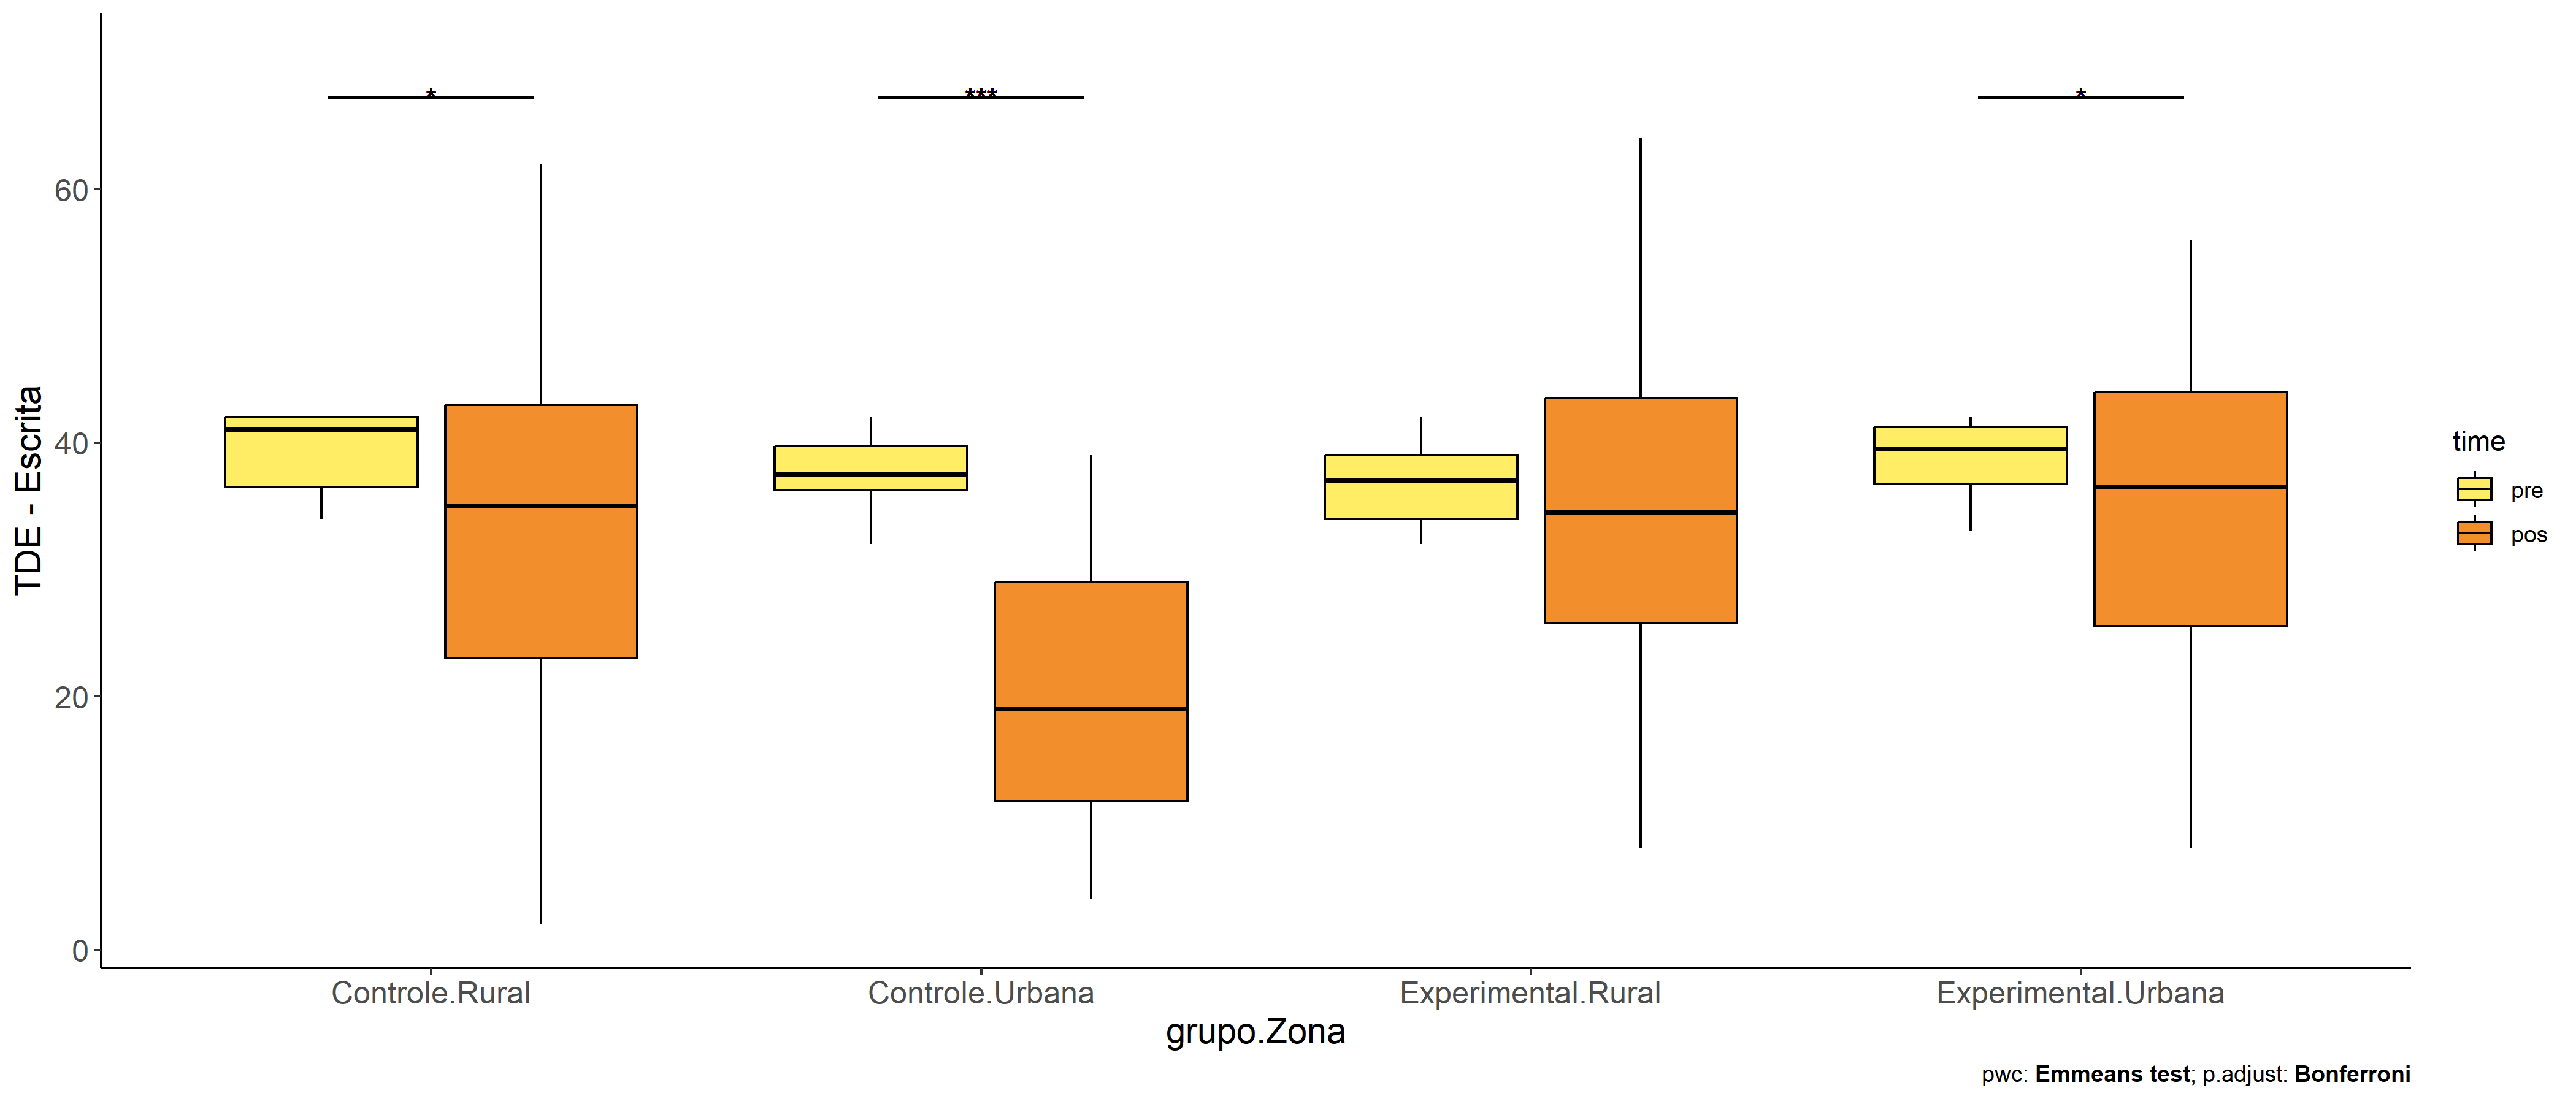 *
***
*
TDE - Escrita
60
40
20
0
Controle.Rural
Controle.Urbana
Experimental.Rural
Experimental.Urbana
grupo.Zona
time
pre
pos
pwc: Emmeans test; p.adjust: Bonferroni